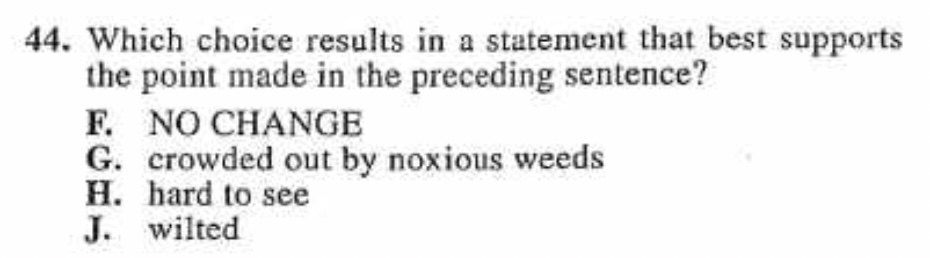 44. Which choice results in a statement that best supports
the point made in the preceding sentence?
F. NO CHANGE
G. crowded out by noxious weeds
H. hard to see
J. wilted